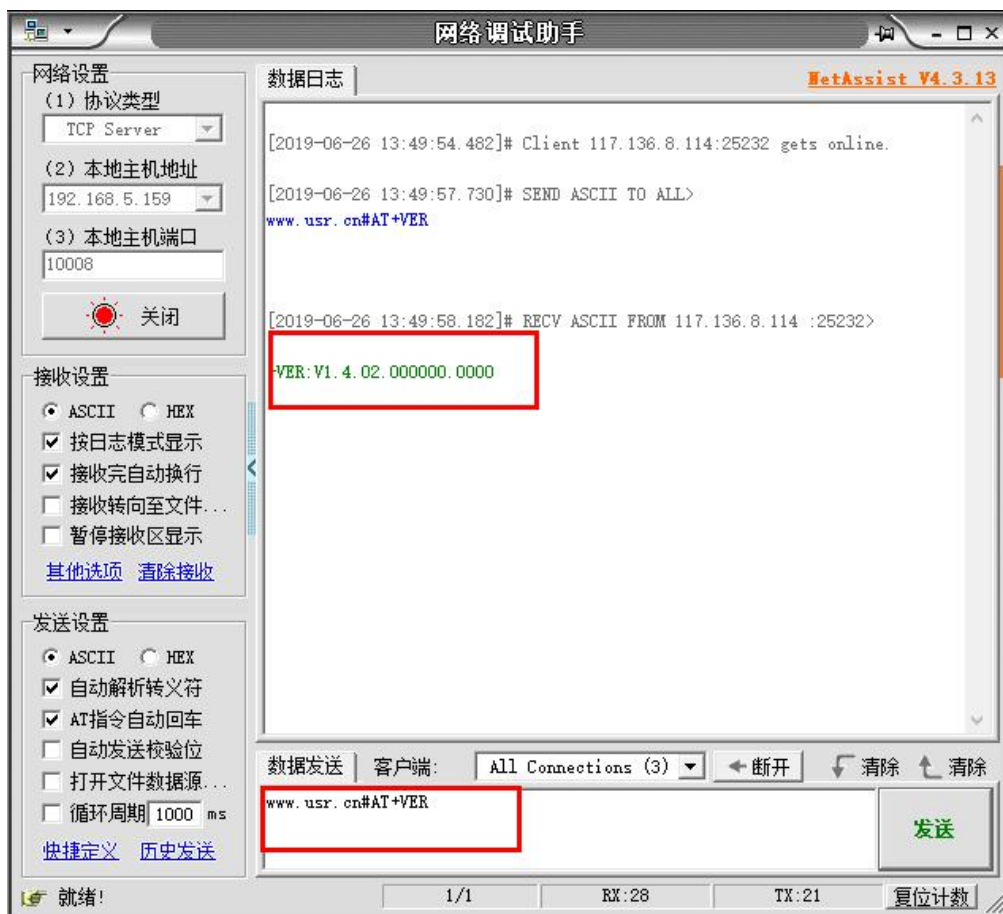 网络调试助手
网络设置
(1) 协议类型
TCP Server
(2) 本地主机地址
192.168.5.159
(3) 本地主机端口
10008
关闭
接收设置
ASCII HEX
按日志模式显示
接收完自动换行
接收转向至文件...
暂停接收区显示
其他选项 清除接收
发送设置
ASCII HEX
自动解析转义符
AT指令自动回车
自动发送校验位
打开文件数据源...
循环周期 1000 ms
快捷定义 历史发送
数据日志 NetAssist V4.3.13
[2019-06-26 13:49:54.482]# Client 117.136.8.114:25232 gets online.
[2019-06-26 13:49:57.730]# SEND ASCII TO ALL>
www.usr.cn#AT+VER
[2019-06-26 13:49:58.182]# RECV ASCII FROM 117.136.8.114 :25232>
+VER:V1.4.02.000000.0000
数据发送 客户端: All Connections (3) 断开 清除 清除
www.usr.cn#AT+VER
发送
就绪! 1/1 RX:28 TX:21 复位计数